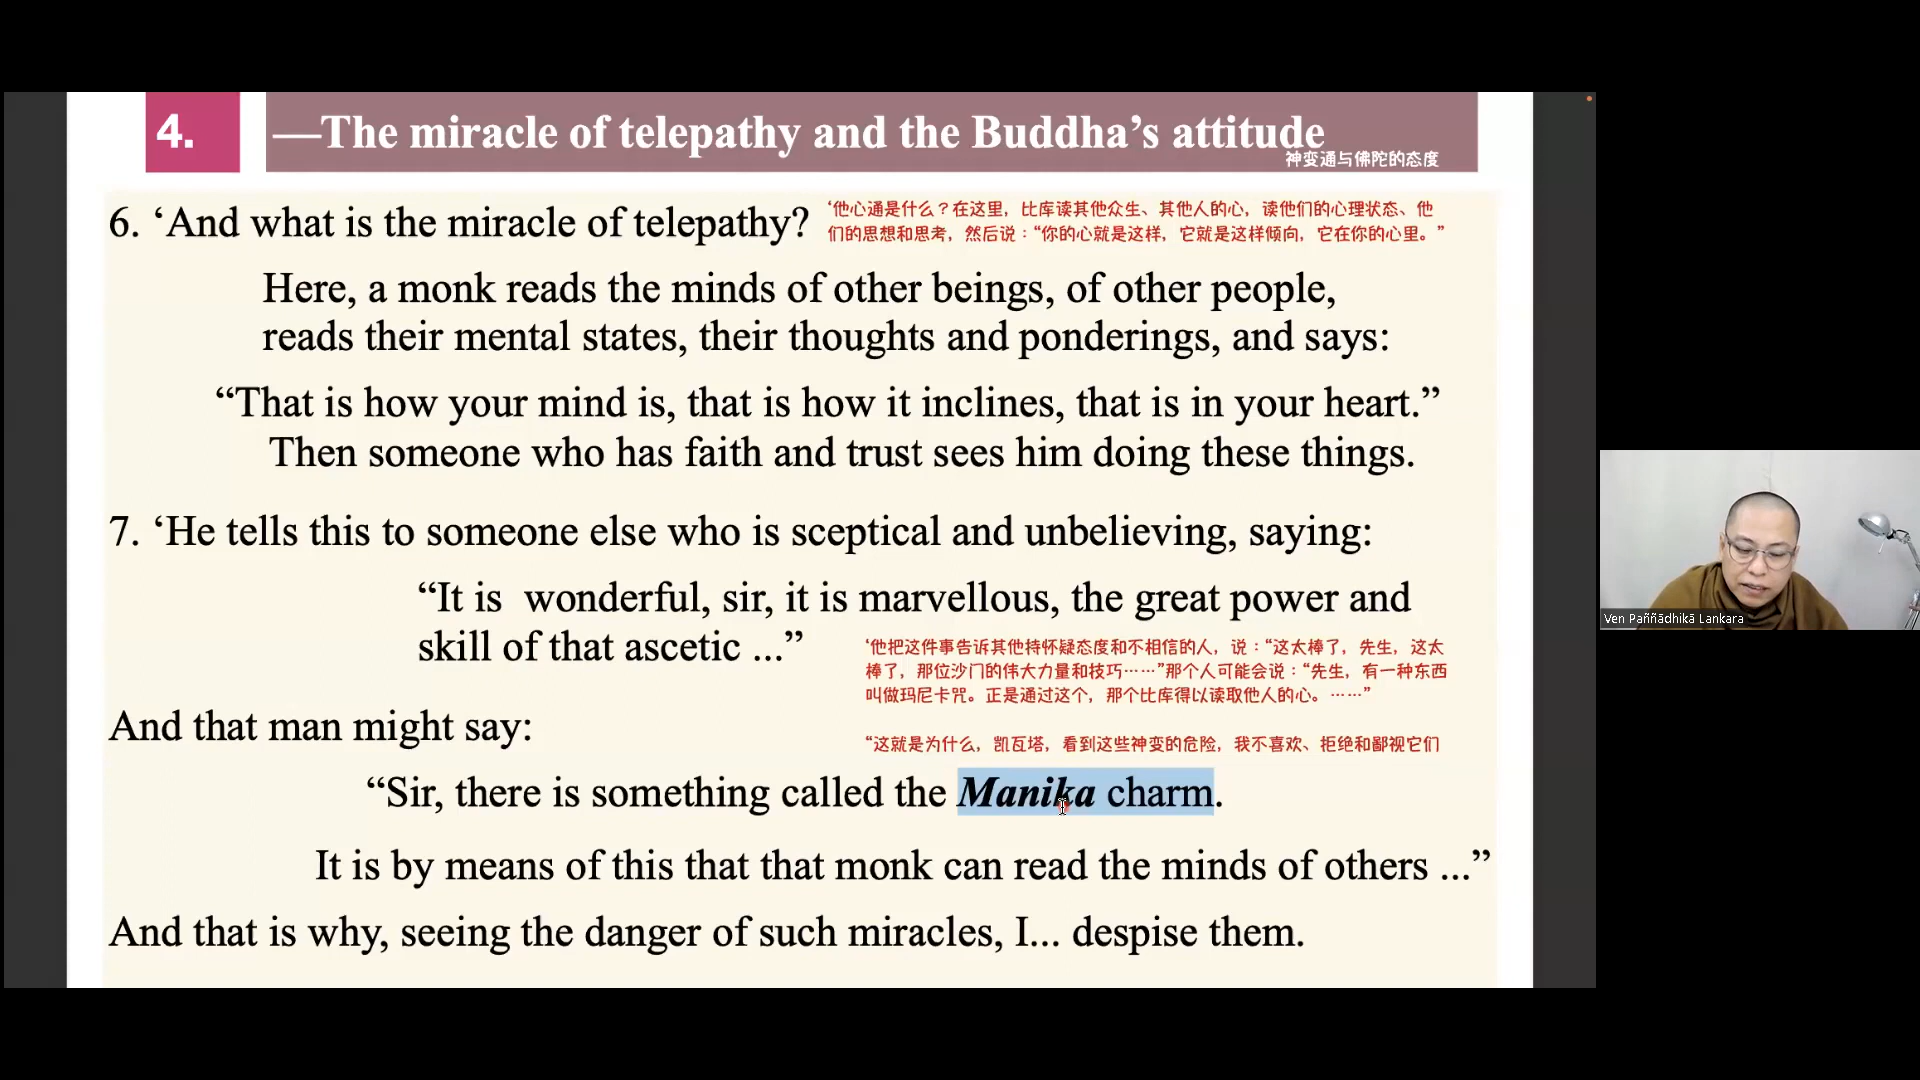 4.
—The miracle of telepathy and the Buddha’s attitude
神变通与佛陀的态度
6. ‘And what is the miracle of telepathy?
‘他心通是什么？在这里，比库读其他众生、其他人的心，读他们的心理状态、他
们的思想和思考，然后说：“你的心就是这样，它就是这样倾向，它在你的心里。”
Here, a monk reads the minds of other beings, of other people,
reads their mental states, their thoughts and ponderings, and says:
“That is how your mind is, that is how it inclines, that is in your heart.”
Then someone who has faith and trust sees him doing these things.
7. ‘He tells this to someone else who is sceptical and unbelieving, saying:
“It is wonderful, sir, it is marvellous, the great power and
skill of that ascetic ...”
‘他把这件事告诉其他持怀疑态度和不相信的人，说：“这太棒了，先生，这太
棒了，那位沙门的伟大力量和技巧……”那个人可能会说：“先生，有一种东西
叫做玛尼卡咒。正是通过这个，那个比库得以读取他人的心。……”
And that man might say:
“这就是为什么，凯瓦塔，看到这些神变的危险，我不喜欢、拒绝和鄙视它们
“Sir, there is something called the Manika charm.
It is by means of this that that monk can read the minds of others ...”
And that is why, seeing the danger of such miracles, I... despise them.
Ven Paññādhikā Lankara